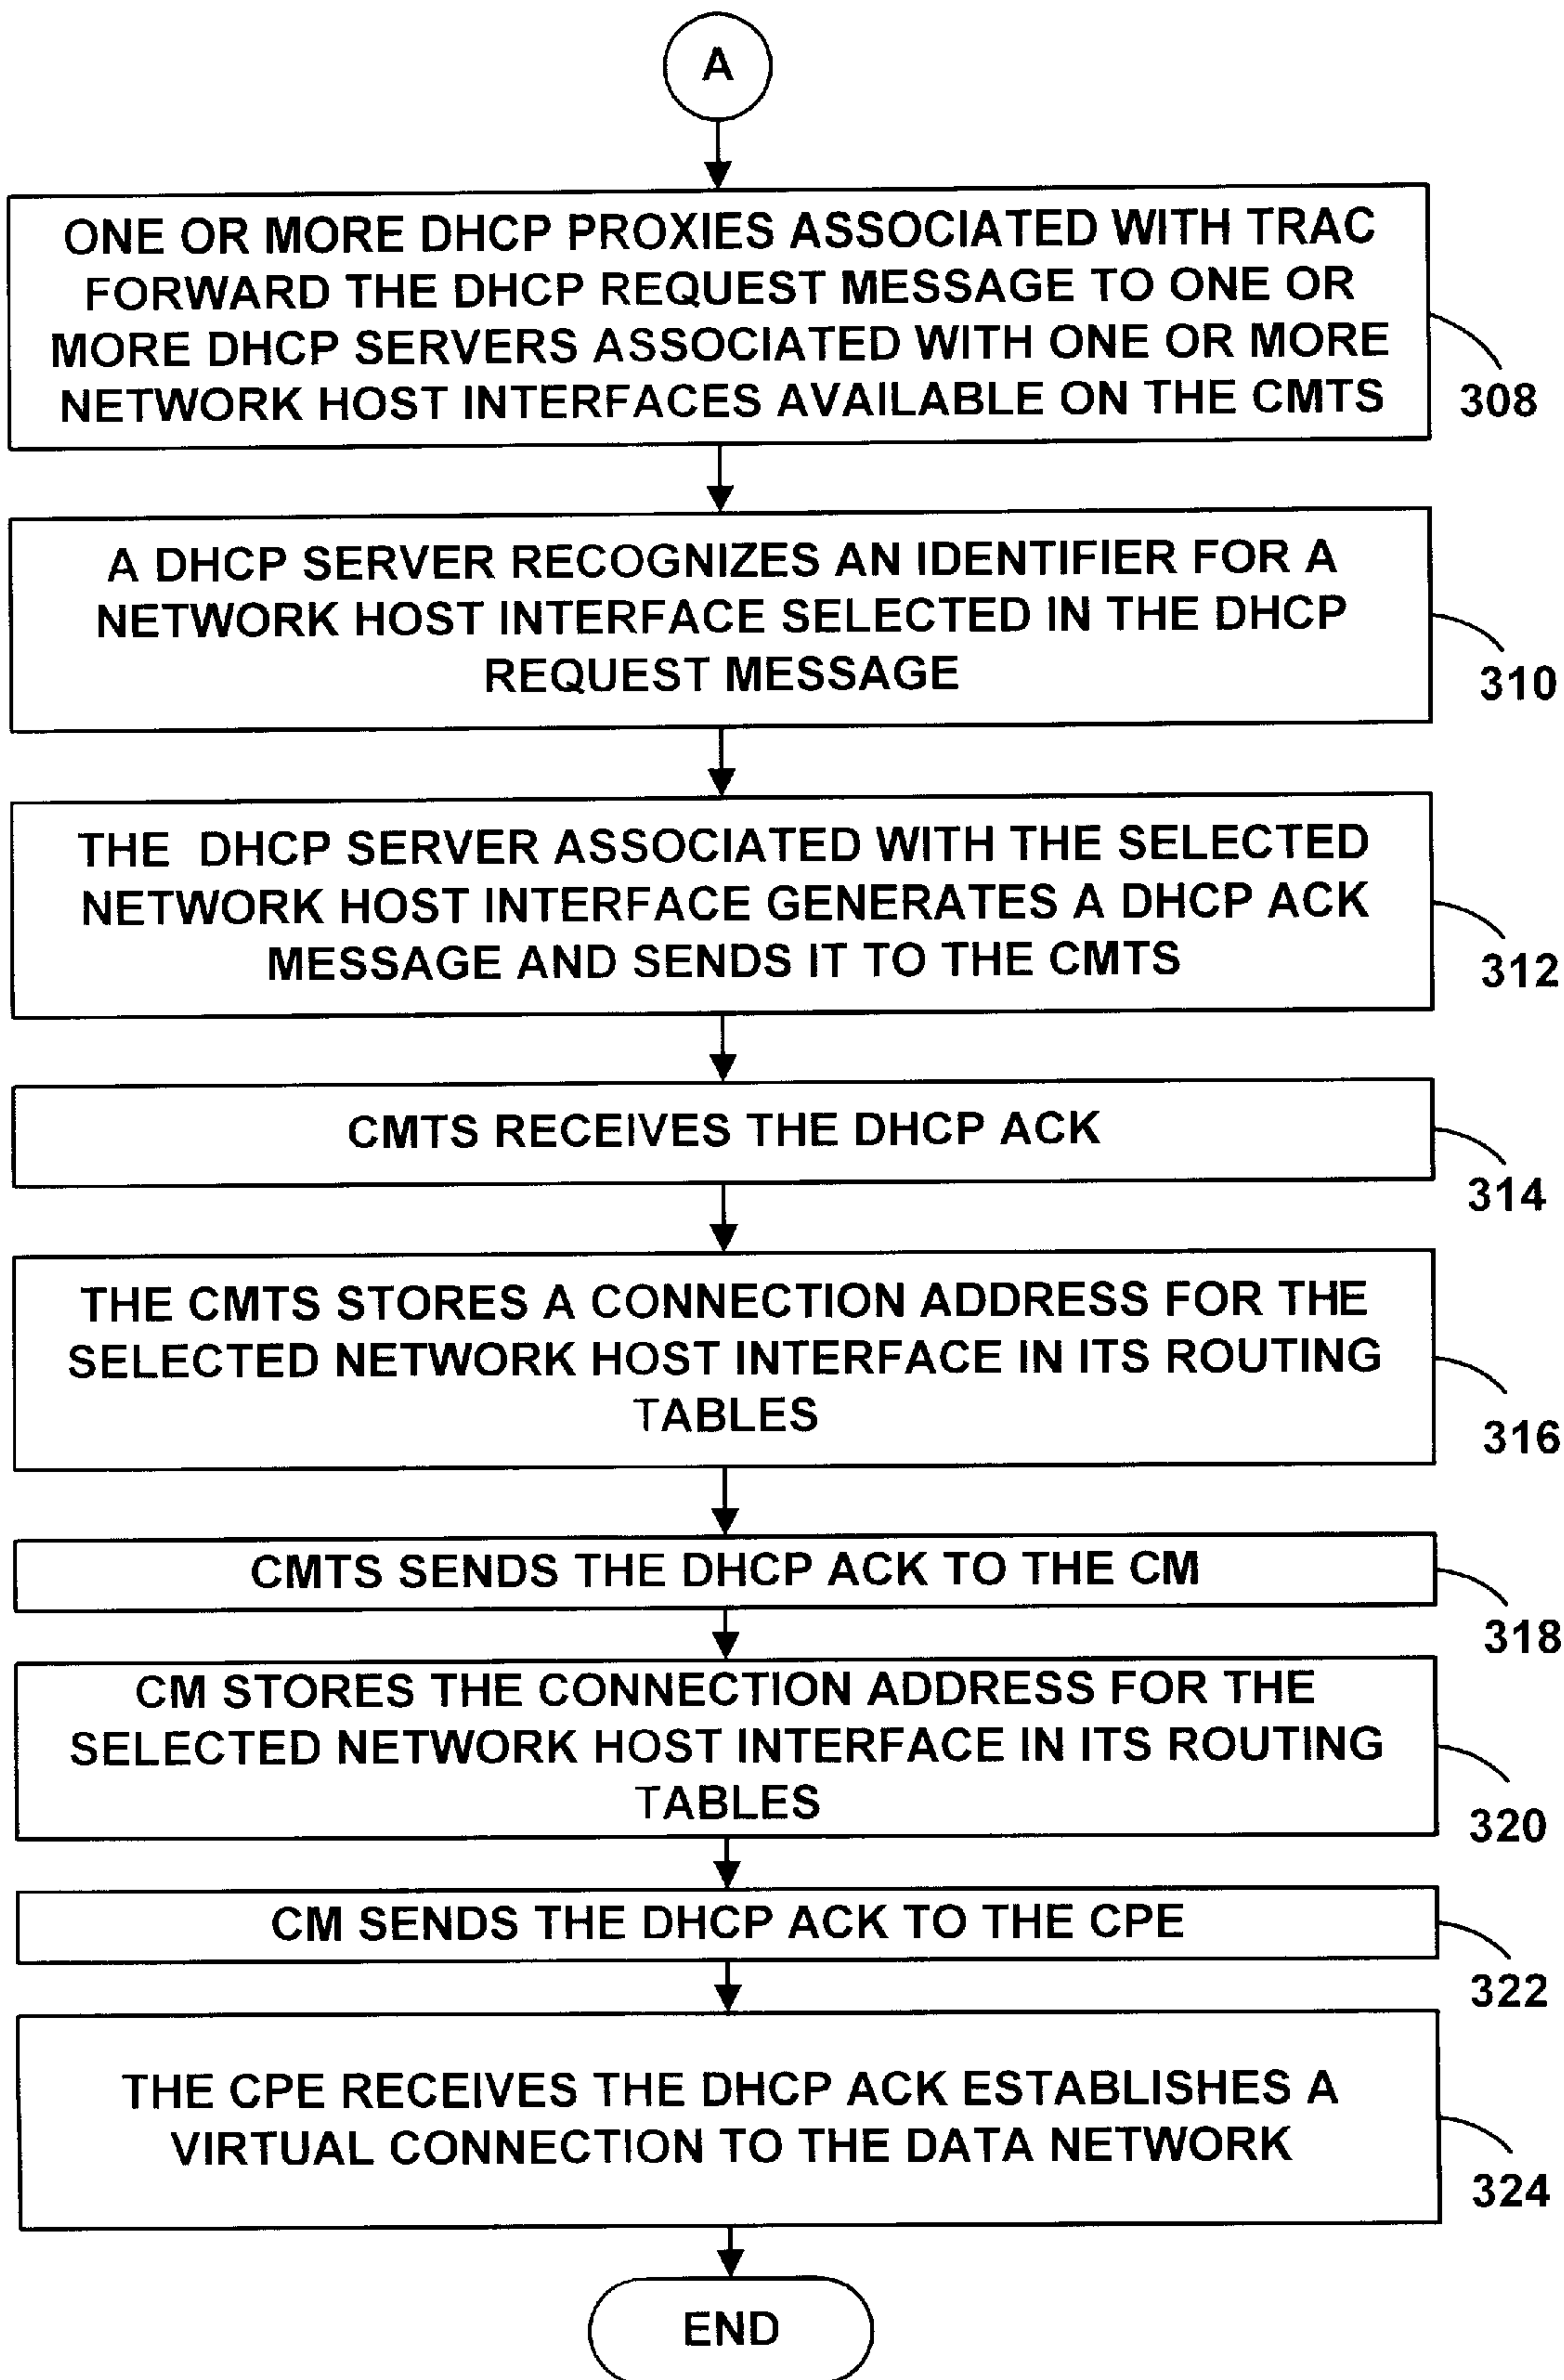 A
ONE OR MORE DHCP PROXIES ASSOCIATED WITH TRAC
FORWARD THE DHCP REQUEST MESSAGE TO ONE OR
MORE DHCP SERVERS ASSOCIATED WITH ONE OR MORE
NETWORK HOST INTERFACES AVAILABLE ON THE CMTS
308
A DHCP SERVER RECOGNIZES AN IDENTIFIER FOR A
NETWORK HOST INTERFACE SELECTED IN THE DHCP
REQUEST MESSAGE
310
THE DHCP SERVER ASSOCIATED WITH THE SELECTED
NETWORK HOST INTERFACE GENERATES A DHCP ACK
MESSAGE AND SENDS IT TO THE CMTS
312
CMTS RECEIVES THE DHCP ACK
314
THE CMTS STORES A CONNECTION ADDRESS FOR THE
SELECTED NETWORK HOST INTERFACE IN ITS ROUTING
TABLES
316
CMTS SENDS THE DHCP ACK TO THE CM
318
CM STORES THE CONNECTION ADDRESS FOR THE
SELECTED NETWORK HOST INTERFACE IN ITS ROUTING
TABLES
320
CM SENDS THE DHCP ACK TO THE CPE
322
THE CPE RECEIVES THE DHCP ACK ESTABLISHES A
VIRTUAL CONNECTION TO THE DATA NETWORK
324
END